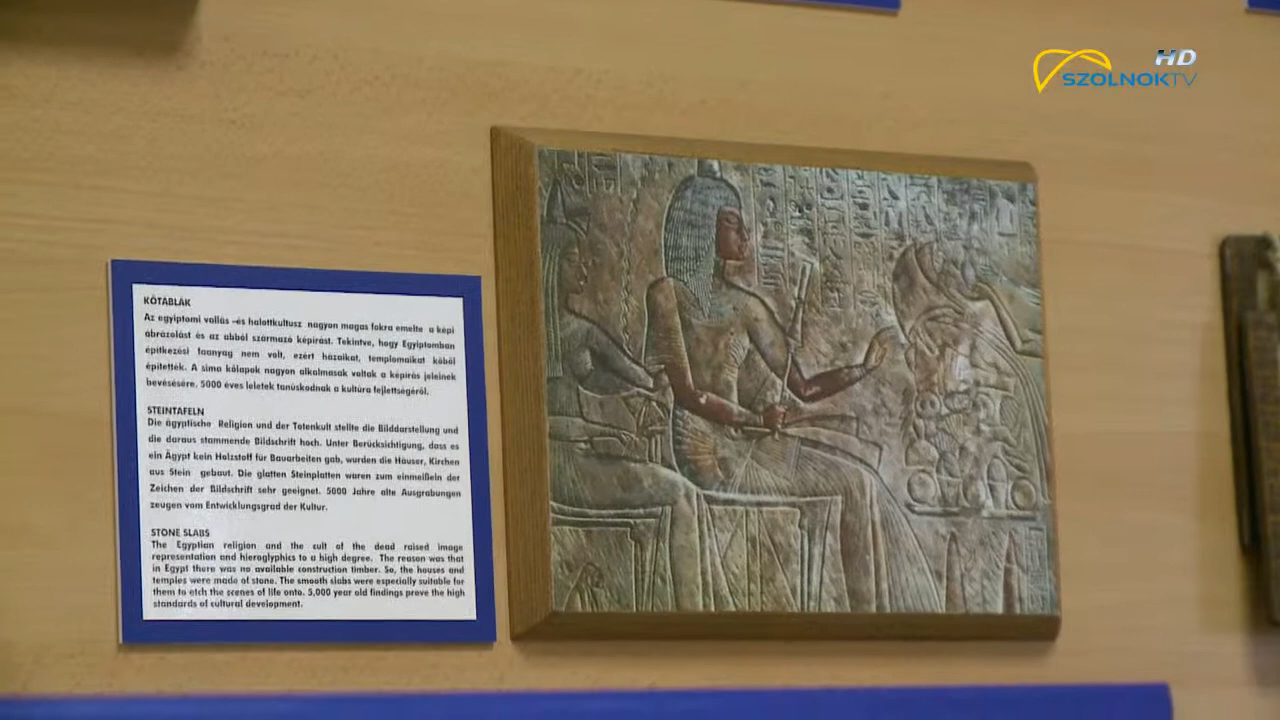 HD
SZOLNOKTV
KŐTÁBLÁK
Az egyiptomi vallás -és halottkultusz nagyon magas fokra emelte a képi
ábrázolást és az abból származó képírást. Tekintve, hogy Egyiptomban
építkezési faanyag nem volt, ezért házaikat, templomaikat kőből
építették. A sima kőlapok nagyon alkalmasak voltak a képírás jeleinek
bevésésére. 5000 éves leletek tanúskodnak a kultúra fejlettségéről.
STEINTAFELN
Die ägyptische Religion und der Totenkult stellte die Bilddarstellung und
die daraus stammende Bildschrift hoch. Unter Berücksichtigung, dass es
ein Ägypt kein Holzstoff für Bauarbeiten gab, wurden die Häuser, Kirchen
aus Stein gebaut. Die glatten Steinplatten waren zum einmeißeln der
Zeichen der Bildschrift sehr geeignet. 5000 Jahre alte Ausgrabungen
zeugen vom Entwicklungsgrad der Kultur.
STONE SLABS
The Egyptian religion and the cult of the dead raised image
representation and hieroglyphics to a high degree. The reason was that
in Egypt there was no available construction timber. So, the houses and
temples were made of stone. The smooth slabs were especially suitable for
them to etch the scenes of life onto. 5,000 year old findings prove the high
standards of cultural development.